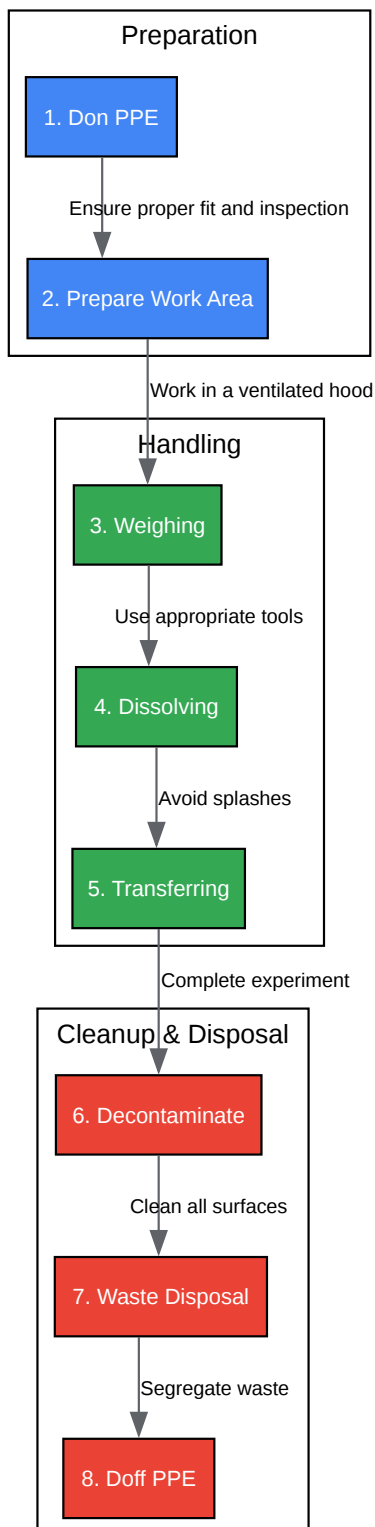 Preparation
1. Don PPE
Ensure proper fit and inspection
2. Prepare Work Area
Work in a ventilated hood
Handling
3. Weighing
Use appropriate tools
4. Dissolving
Avoid splashes
5. Transferring
Complete experiment
Cleanup & Disposal
6. Decontaminate
Clean all surfaces
7. Waste Disposal
Segregate waste
8. Doff PPE